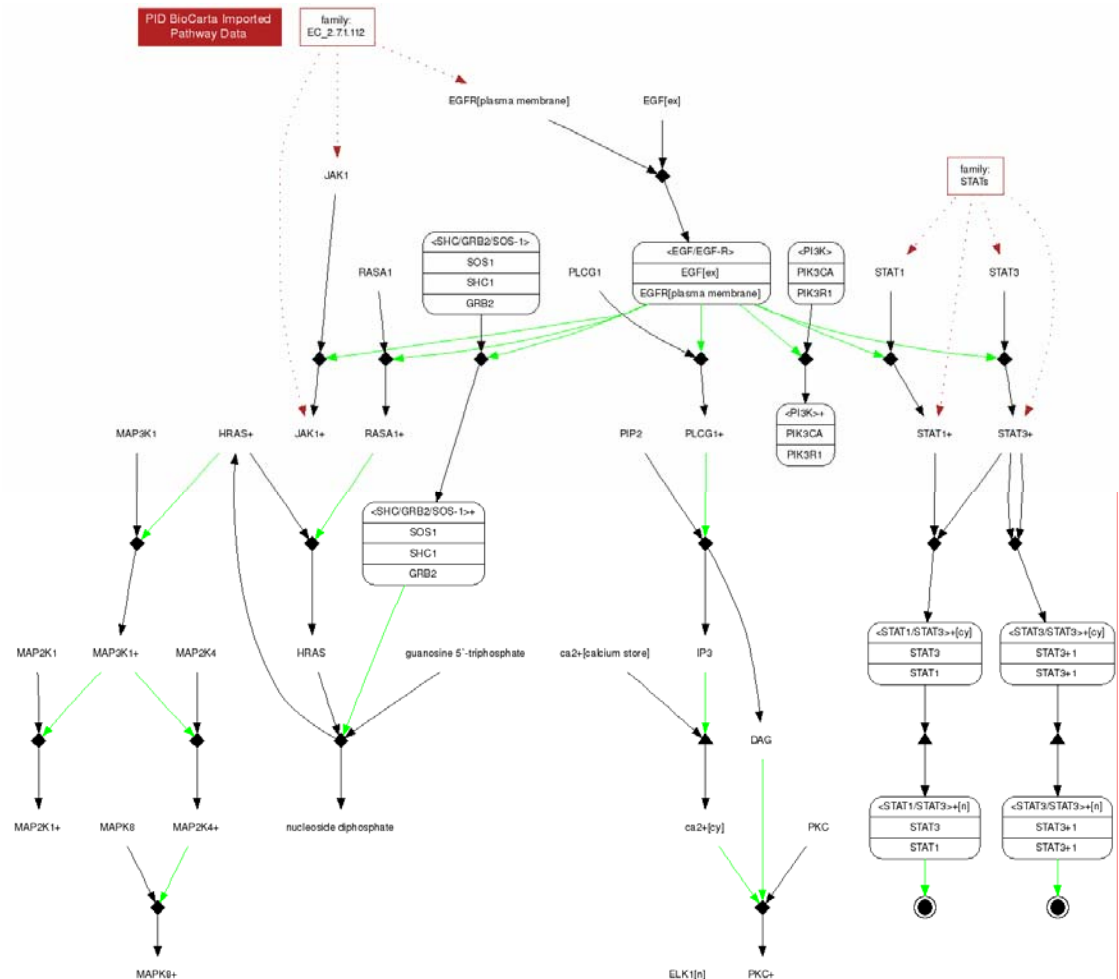 PID BioCarta Imported
Pathway Data
family:
EC_2.7.1.112
EGFR[plasma membrane]
EGF[ex]
JAK1
family:
STATs
RASA1
<SHC/GRB2/SOS-1>
SOS1
SHC1
GRB2
PLCG1
<EGF/EGF-R>
EGF[ex]
EGFR[plasma membrane]
<PI3K>
PIK3CA
PIK3R1
STAT1
STAT3
MAP3K1
HRAS+
JAK1+
RASA1+
PIP2
PLCG1+
<PI3K>+
PIK3CA
PIK3R1
STAT1+
STAT3+
<SHC/GRB2/SOS-1>+
SOS1
SHC1
GRB2
MAP2K1
MAP3K1+
MAP2K4
HRAS
guanosine 5`-triphosphate
ca2+[calcium store]
IP3
<STAT1/STAT3>+[cy]
STAT3
STAT1
<STAT3/STAT3>+[cy]
STAT3+1
STAT3+1
DAG
MAP2K1+
MAPK8
MAP2K4+
nucleoside diphosphate
ca2+[cy]
PKC
<STAT1/STAT3>+[n]
STAT3
STAT1
<STAT3/STAT3>+[n]
STAT3+1
STAT3+1
MAPK8+
ELK1[n]
PKC+